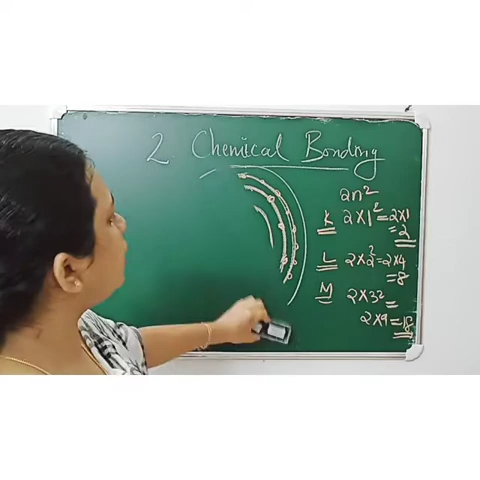 2. Chemical Bonding
2n²
K 2×1²=2×1
=2
L 2×2²=2×4
=8
M 2×3²=
2×9=18